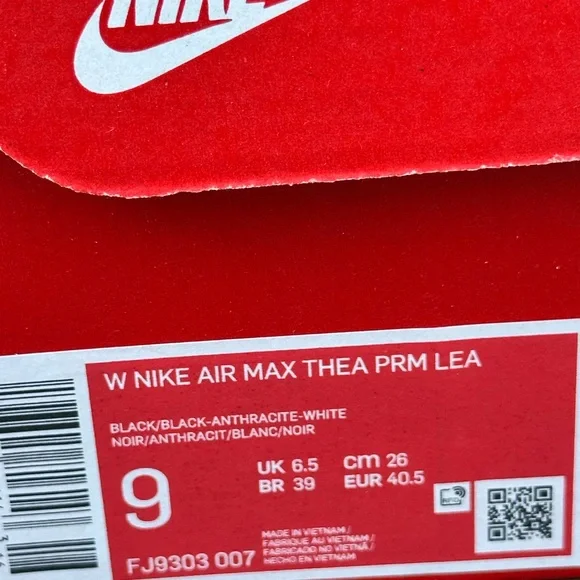 NIKE
W NIKE AIR MAX THEA PRM LEA
BLACK/BLACK-ANTHRACITE-WHITE
NOIR/ANTHRACIT/BLANC/NOIR
9
UK 6.5 cm 26
BR 39 EUR 40.5
MADE IN VIETNAM /
FABRIQUE AU VIETNAM /
FABRICADO NO VIETNÃ /
HECHO EN VIETNAM
FJ9303 007